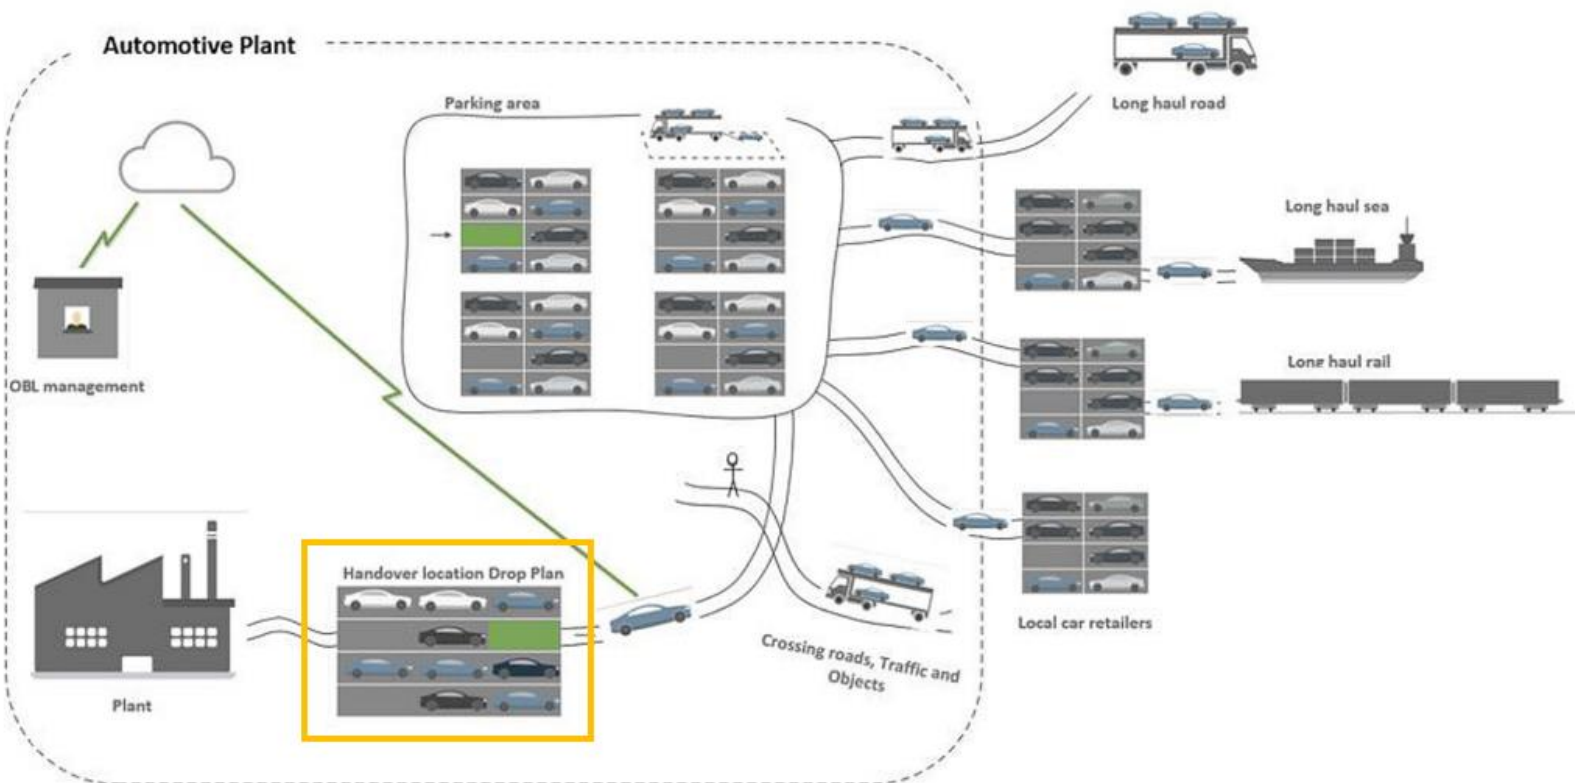 Automotive Plant
Parking area
Long haul road
Long haul sea
OBL management
Long haul rail
Handover location Drop Plan
Crossing roads, Traffic and
Objects
Local car retailers
Plant